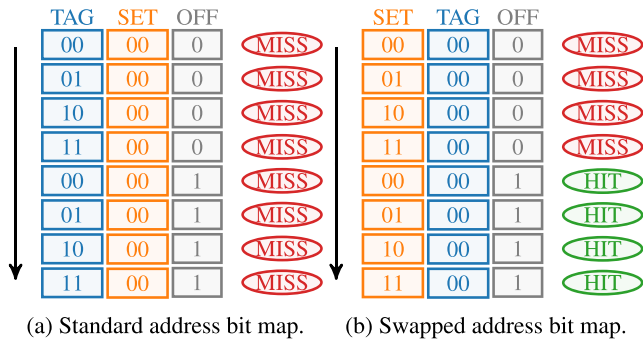 TAG SET OFF SET TAG OFF
00 00 0 MISS 00 00 0 MISS
01 00 0 MISS 01 00 0 MISS
10 00 0 MISS 10 00 0 MISS
11 00 0 MISS 11 00 0 MISS
00 00 1 MISS 00 00 1 HIT
01 00 1 MISS 01 00 1 HIT
10 00 1 MISS 10 00 1 HIT
11 00 1 MISS 11 00 1 HIT
(a) Standard address bit map. (b) Swapped address bit map.